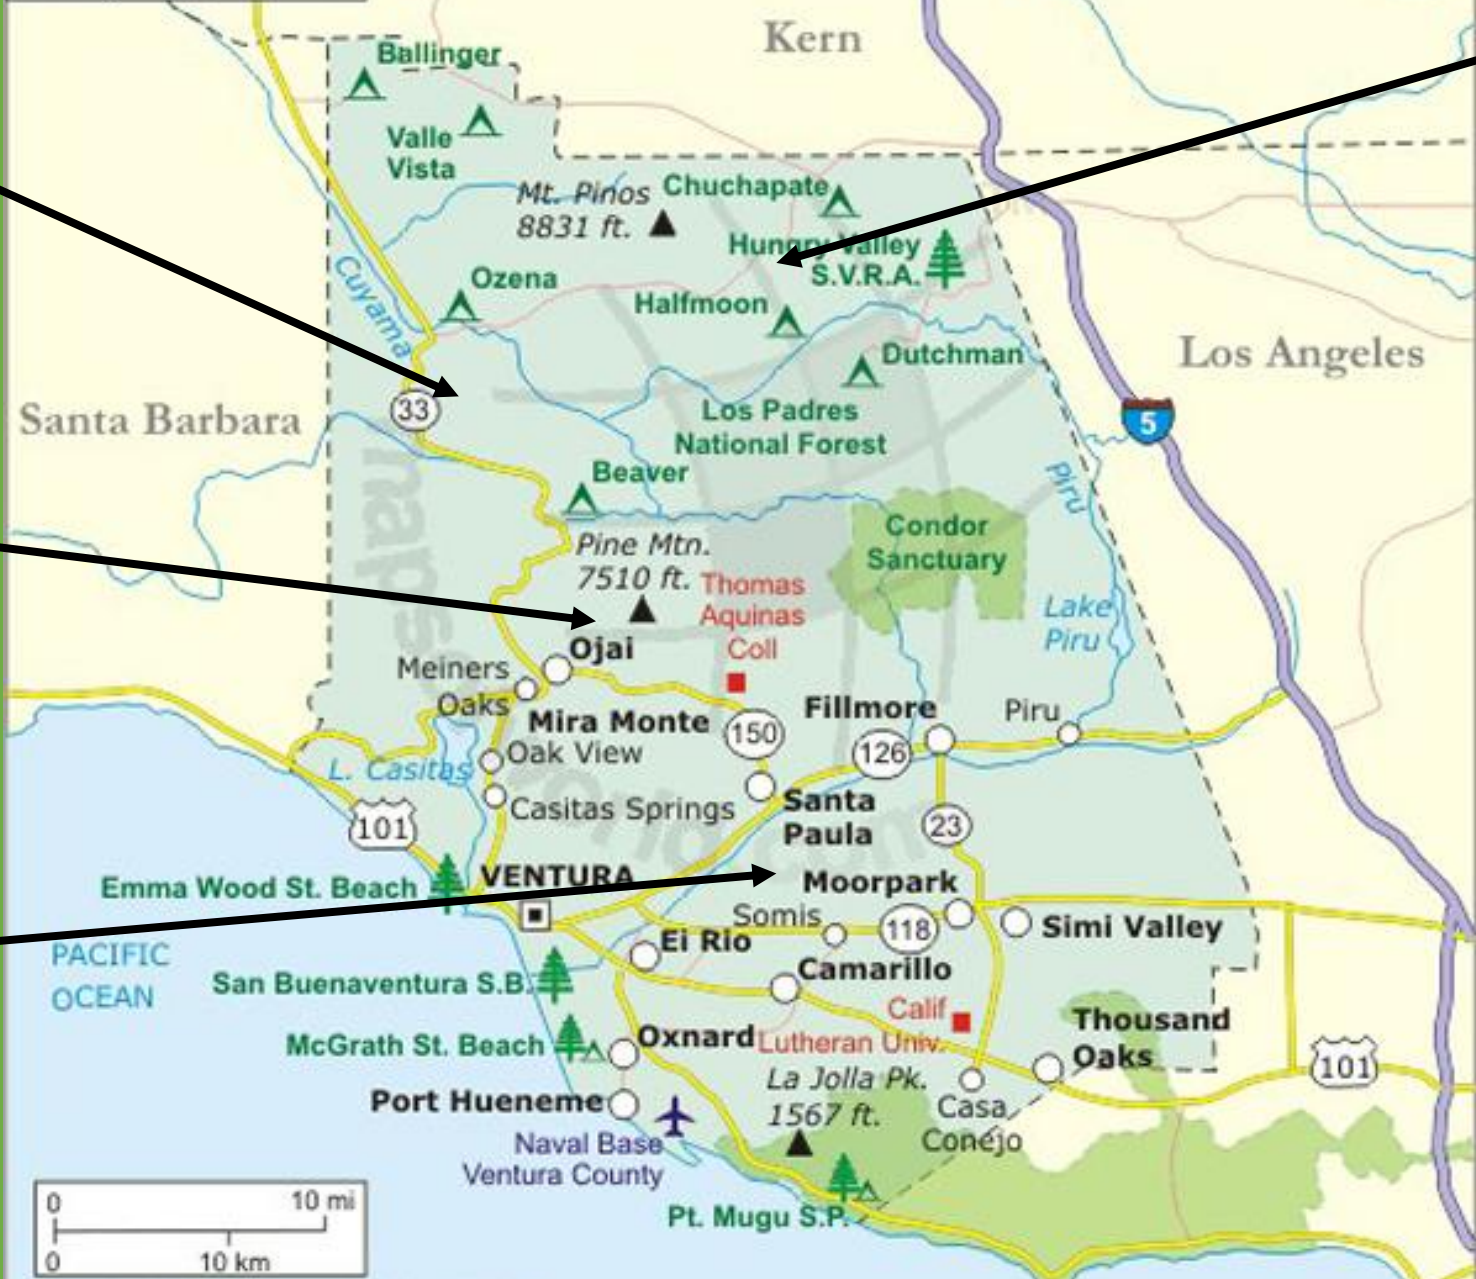 Kern
Ballinger
Valle
Vista
Mt. Pinos
8831 ft.
Chuchapate
Hungry Valley
S.V.R.A.
Cuyama
Ozena
Halfmoon
Dutchman
Los Angeles
Santa Barbara
33
5
Los Padres
National Forest
Beaver
Piru
Condor
Sanctuary
Pine Mtn.
7510 ft.
Thomas
Aquinas
Coll
Lake
Piru
Ojai
Meiners
Oaks
Mira Monte
150
Fillmore
Piru
126
Oak View
L. Casitas
Casitas Springs
Santa
Paula
101
23
VENTURA
Emma Wood St. Beach
Moorpark
Somis
118
Simi Valley
Ei Rio
PACIFIC
OCEAN
San Buenaventura S.B.
Camarillo
Calif
Lutheran Univ.
Thousand
Oaks
McGrath St. Beach
Oxnard
101
La Jolla Pk.
1567 ft.
Port Hueneme
Casa
Conejo
Naval Base
Ventura County
Pt. Mugu S.P.
0
10 mi
0
10 km